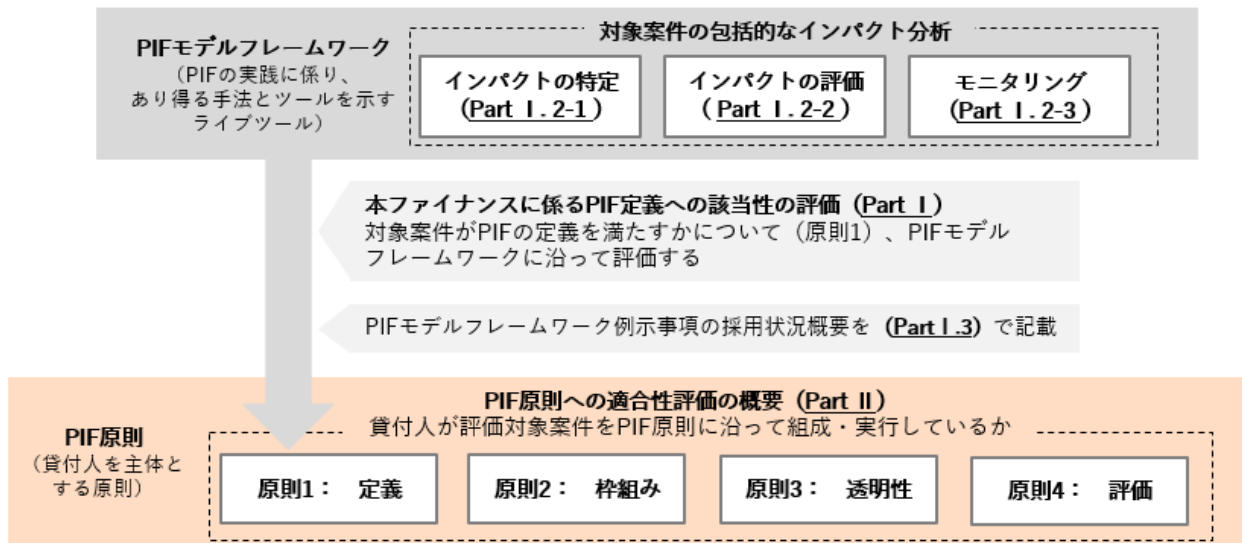 対象案件の包括的なインパクト分析
PIFモデルフレームワーク
(PIFの実践に係り、
あり得る手法とツールを示す
ライブツール)
インパクトの特定
(Part Ⅰ. 2-1)
インパクトの評価
(Part Ⅰ. 2-2)
モニタリング
(Part Ⅰ. 2-3)
本ファイナンスに係るPIF定義への該当性の評価 (Part Ⅰ)
対象案件がPIFの定義を満たすかについて(原則1)、PIFモデル
フレームワークに沿って評価する
PIFモデルフレームワーク例示事項の採用状況概要を (PartⅠ.3) で記載
PIF原則への適合性評価の概要 (Part Ⅱ)
貸付人が評価対象案件をPIF原則に沿って組成・実行しているか
PIF原則
(貸付人を主体と
する原則)
原則1: 定義
原則2: 枠組み
原則3: 透明性
原則4: 評価